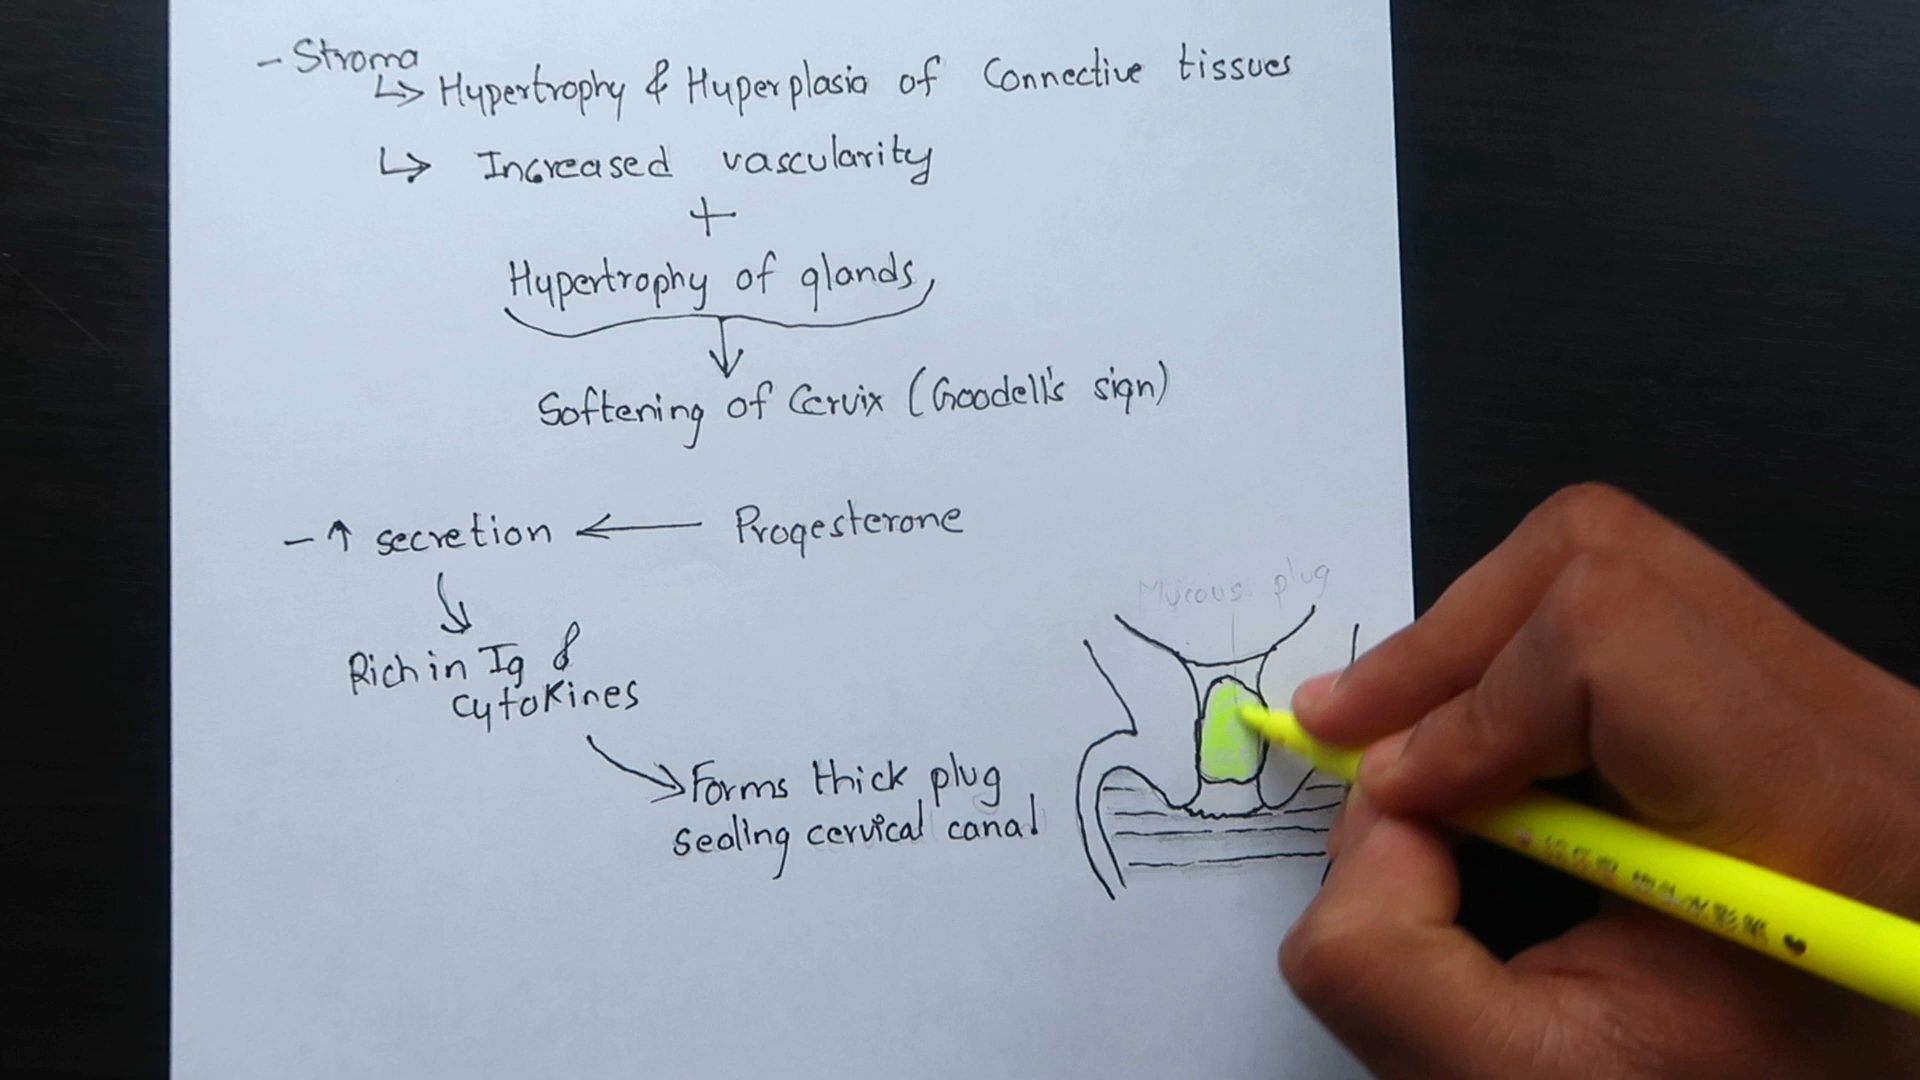 - Stroma
↳ Hypertrophy & Hyperplasia of Connective tissues
↳ Increased vascularity
+
Hypertrophy of glands
↓
Softening of Cervix (Goodell's sign)
- ↑ secretion ← Progesterone
Mucous plug
Rich in Ig &
cytokines
Forms thick plug
sealing cervical canal